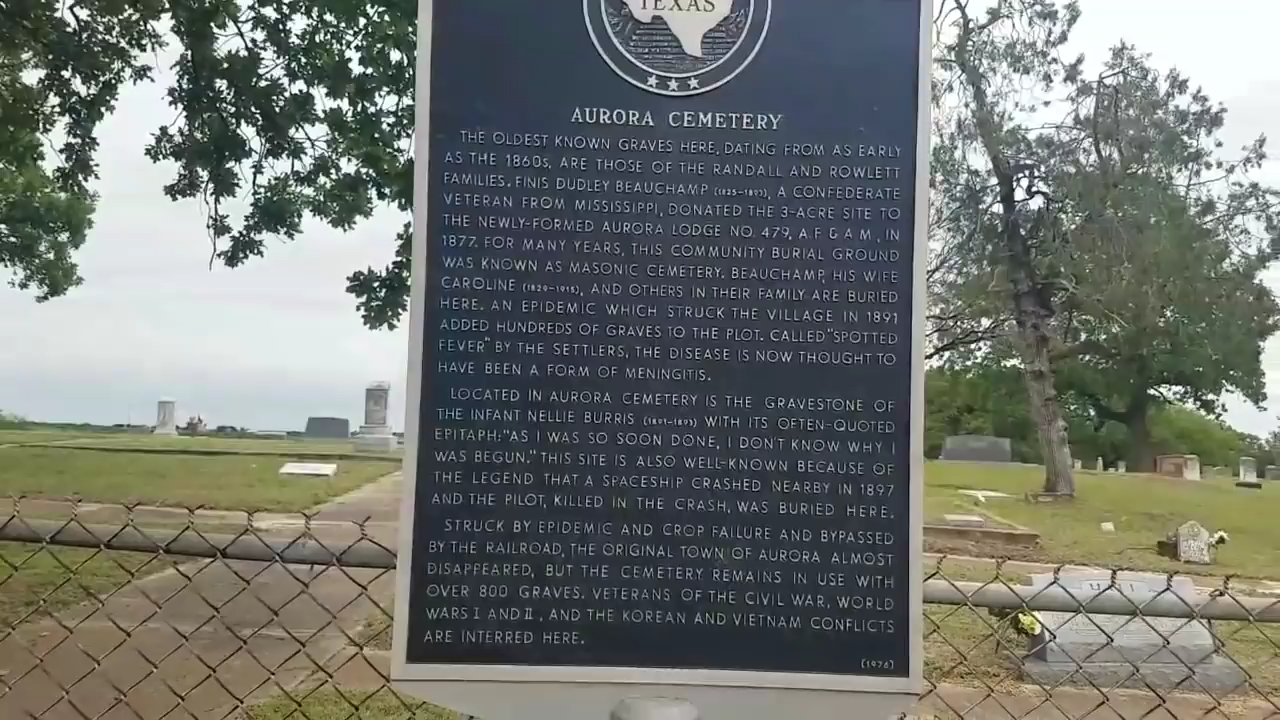 TEXAS
AURORA CEMETERY
THE OLDEST KNOWN GRAVES HERE, DATING FROM AS EARLY
AS THE 1860s, ARE THOSE OF THE RANDALL AND ROWLETT
FAMILIES. FINIS DUDLEY BEAUCHAMP (1825-1893), A CONFEDERATE
VETERAN FROM MISSISSIPPI, DONATED THE 3-ACRE SITE TO
THE NEWLY-FORMED AURORA LODGE NO. 479, A.F. & A.M., IN
1877. FOR MANY YEARS, THIS COMMUNITY BURIAL GROUND
WAS KNOWN AS MASONIC CEMETERY. BEAUCHAMP, HIS WIFE
CAROLINE (1829-1915), AND OTHERS IN THEIR FAMILY ARE BURIED
HERE. AN EPIDEMIC WHICH STRUCK THE VILLAGE IN 1891
ADDED HUNDREDS OF GRAVES TO THE PLOT. CALLED "SPOTTED
FEVER" BY THE SETTLERS, THE DISEASE IS NOW THOUGHT TO
HAVE BEEN A FORM OF MENINGITIS.
LOCATED IN AURORA CEMETERY IS THE GRAVESTONE OF
THE INFANT NELLIE BURRIS (1891-1893) WITH ITS OFTEN-QUOTED
EPITAPH: "AS I WAS SO SOON DONE, I DON'T KNOW WHY I
WAS BEGUN." THIS SITE IS ALSO WELL-KNOWN BECAUSE OF
THE LEGEND THAT A SPACESHIP CRASHED NEARBY IN 1897
AND THE PILOT, KILLED IN THE CRASH, WAS BURIED HERE.
STRUCK BY EPIDEMIC AND CROP FAILURE AND BYPASSED
BY THE RAILROAD, THE ORIGINAL TOWN OF AURORA ALMOST
DISAPPEARED, BUT THE CEMETERY REMAINS IN USE WITH
OVER 800 GRAVES. VETERANS OF THE CIVIL WAR, WORLD
WARS I AND II, AND THE KOREAN AND VIETNAM CONFLICTS
ARE INTERRED HERE.
(1976)